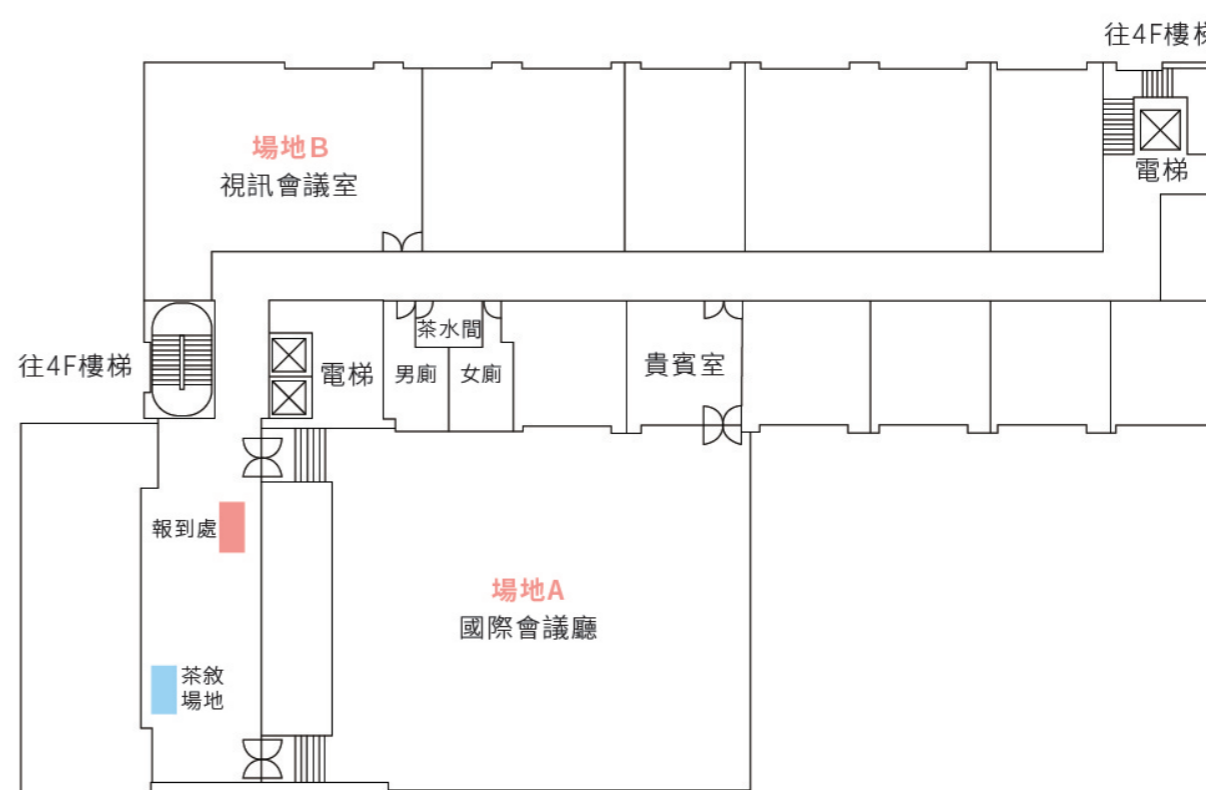 往4F樓梯
場地B
視訊會議室
電梯
往4F樓梯
電梯
茶水間
男廁
女廁
貴賓室
報到處
場地A
國際會議廳
茶敘
場地